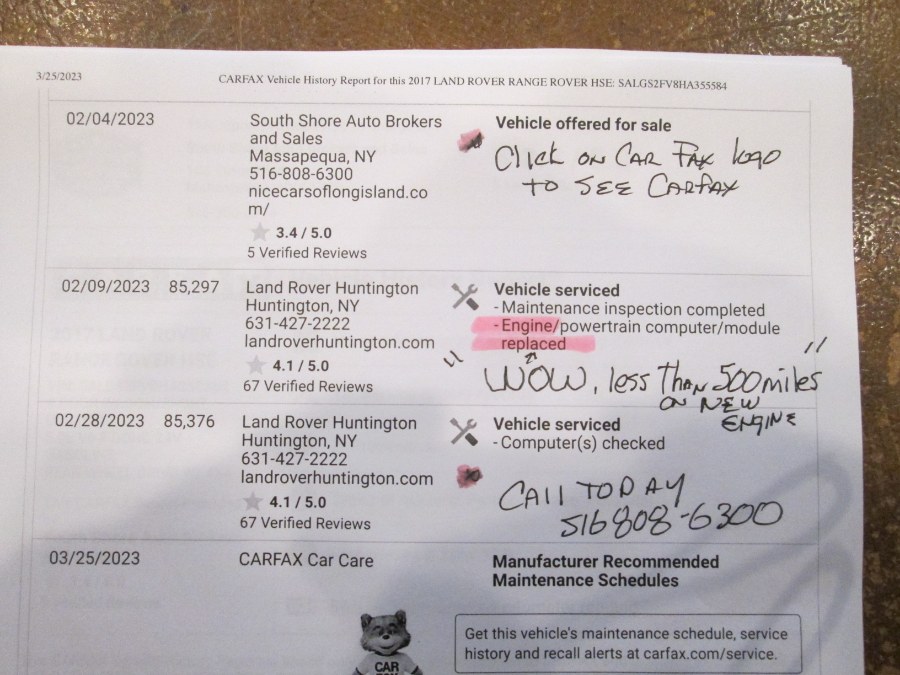 3/25/2023
CARFAX Vehicle History Report for this 2017 LAND ROVER RANGE ROVER HSE: SALGS2FV8HA355584
02/04/2023
South Shore Auto Brokers
and Sales
Massapequa, NY
516-808-6300
nicecarsoflongisland.co
m/
3.4 / 5.0
5 Verified Reviews
Vehicle offered for sale
Click on CAR FAX logo
TO SEE CARFAX
02/09/2023 85,297
Land Rover Huntington
Huntington, NY
631-427-2222
landroverhuntington.com
4.1 / 5.0
67 Verified Reviews
Vehicle serviced
- Maintenance inspection completed
- Engine/powertrain computer/module
replaced
"WOW, less THAN 500 miles"
ON NEW
ENGINE
02/28/2023 85,376
Land Rover Huntington
Huntington, NY
631-427-2222
landroverhuntington.com
4.1 / 5.0
67 Verified Reviews
Vehicle serviced
- Computer(s) checked
CAll TODAY
516 808-6300
03/25/2023
CARFAX Car Care
Manufacturer Recommended
Maintenance Schedules
CAR
Get this vehicle's maintenance schedule, service
history and recall alerts at carfax.com/service.